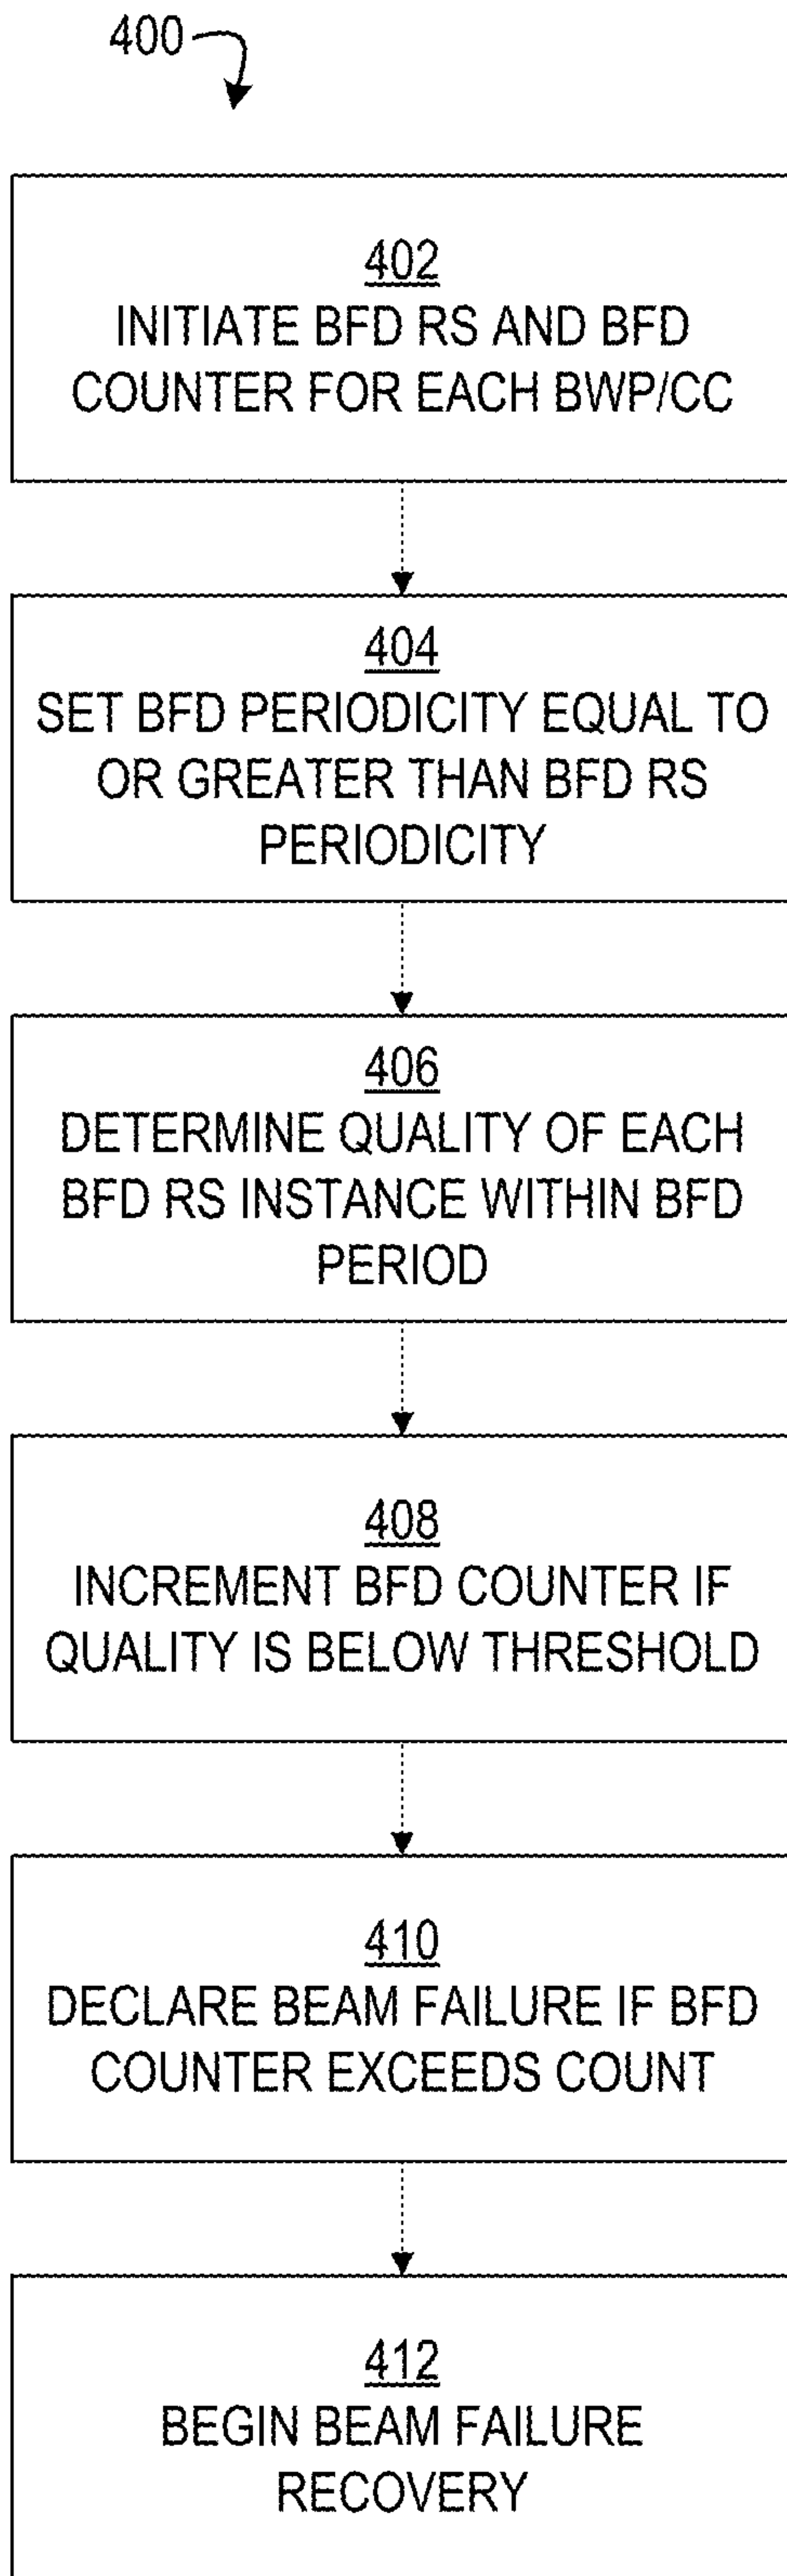 400
402
INITIATE BFD RS AND BFD
COUNTER FOR EACH BWP/CC
404
SET BFD PERIODICITY EQUAL TO
OR GREATER THAN BFD RS
PERIODICITY
406
DETERMINE QUALITY OF EACH
BFD RS INSTANCE WITHIN BFD
PERIOD
408
INCREMENT BFD COUNTER IF
QUALITY IS BELOW THRESHOLD
410
DECLARE BEAM FAILURE IF BFD
COUNTER EXCEEDS COUNT
412
BEGIN BEAM FAILURE
RECOVERY